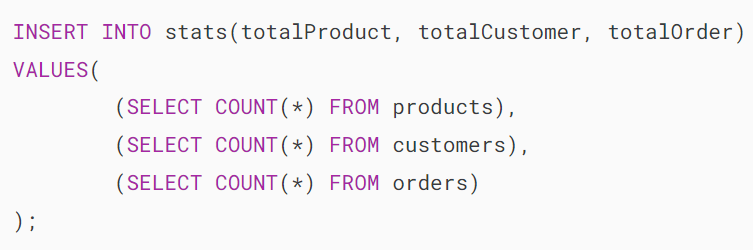 INSERT INTO stats(totalProduct, totalCustomer, totalOrder)
VALUES(
(SELECT COUNT(*) FROM products),
(SELECT COUNT(*) FROM customers),
(SELECT COUNT(*) FROM orders)
);